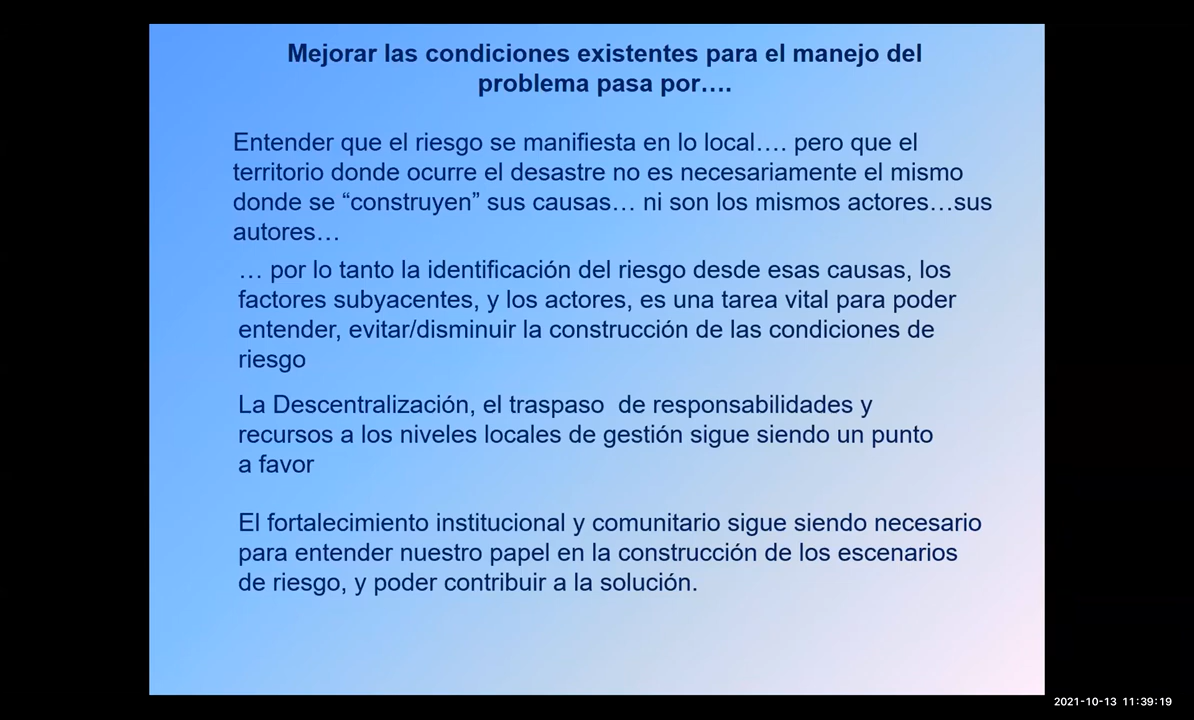 Mejorar las condiciones existentes para el manejo del
problema pasa por….
Entender que el riesgo se manifiesta en lo local…. pero que el
territorio donde ocurre el desastre no es necesariamente el mismo
donde se “construyen” sus causas… ni son los mismos actores…sus
autores…
… por lo tanto la identificación del riesgo desde esas causas, los
factores subyacentes, y los actores, es una tarea vital para poder
entender, evitar/disminuir la construcción de las condiciones de
riesgo
La Descentralización, el traspaso  de responsabilidades y
recursos a los niveles locales de gestión sigue siendo un punto
a favor
El fortalecimiento institucional y comunitario sigue siendo necesario
para entender nuestro papel en la construcción de los escenarios
de riesgo, y poder contribuir a la solución.
2021-10-13 11:39:19